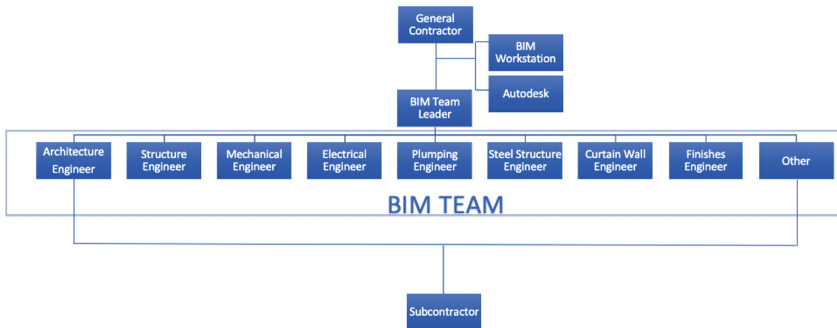 General
Contractor
BIM
Workstation
Autodesk
BIM Team
Leader
Architecture
Engineer
Structure
Engineer
Mechanical
Engineer
Electrical
Engineer
Plumping
Engineer
Steel Structure
Engineer
Curtain Wall
Engineer
Finishes
Engineer
Other
BIM TEAM
Subcontractor